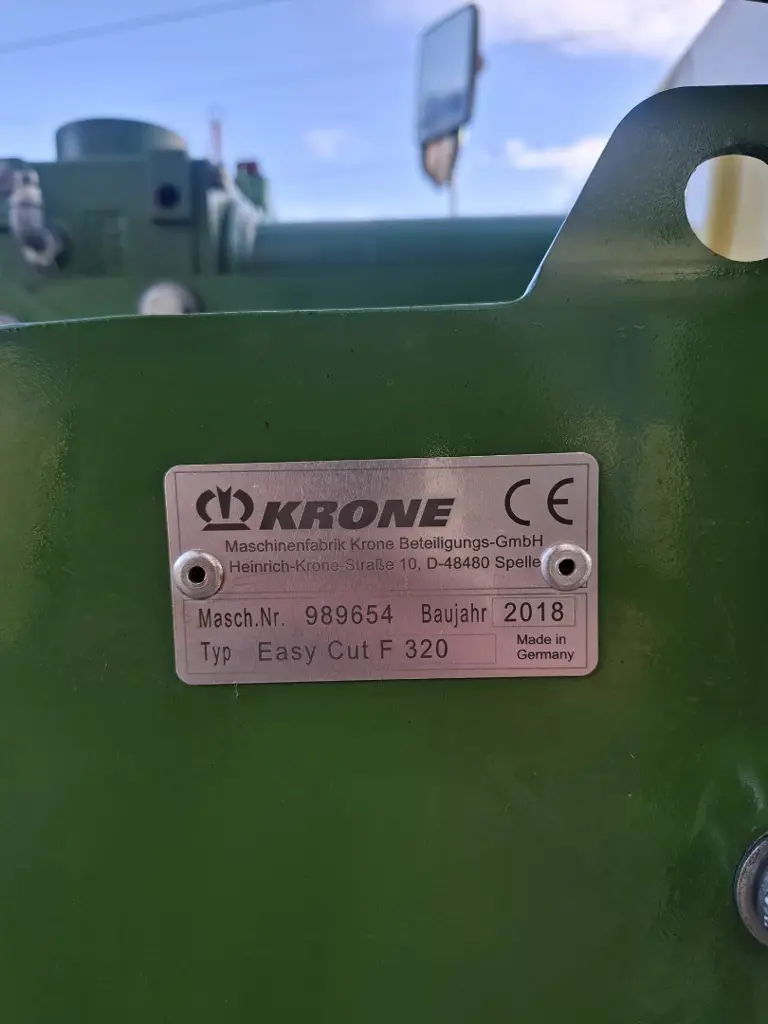 KRONE CE
Maschinenfabrik Krone Beteiligungs-GmbH
Heinrich-Krone-Straße 10, D-48480 Spelle
Masch.Nr. 989654 Baujahr 2018
Typ Easy Cut F 320 Made in
Germany